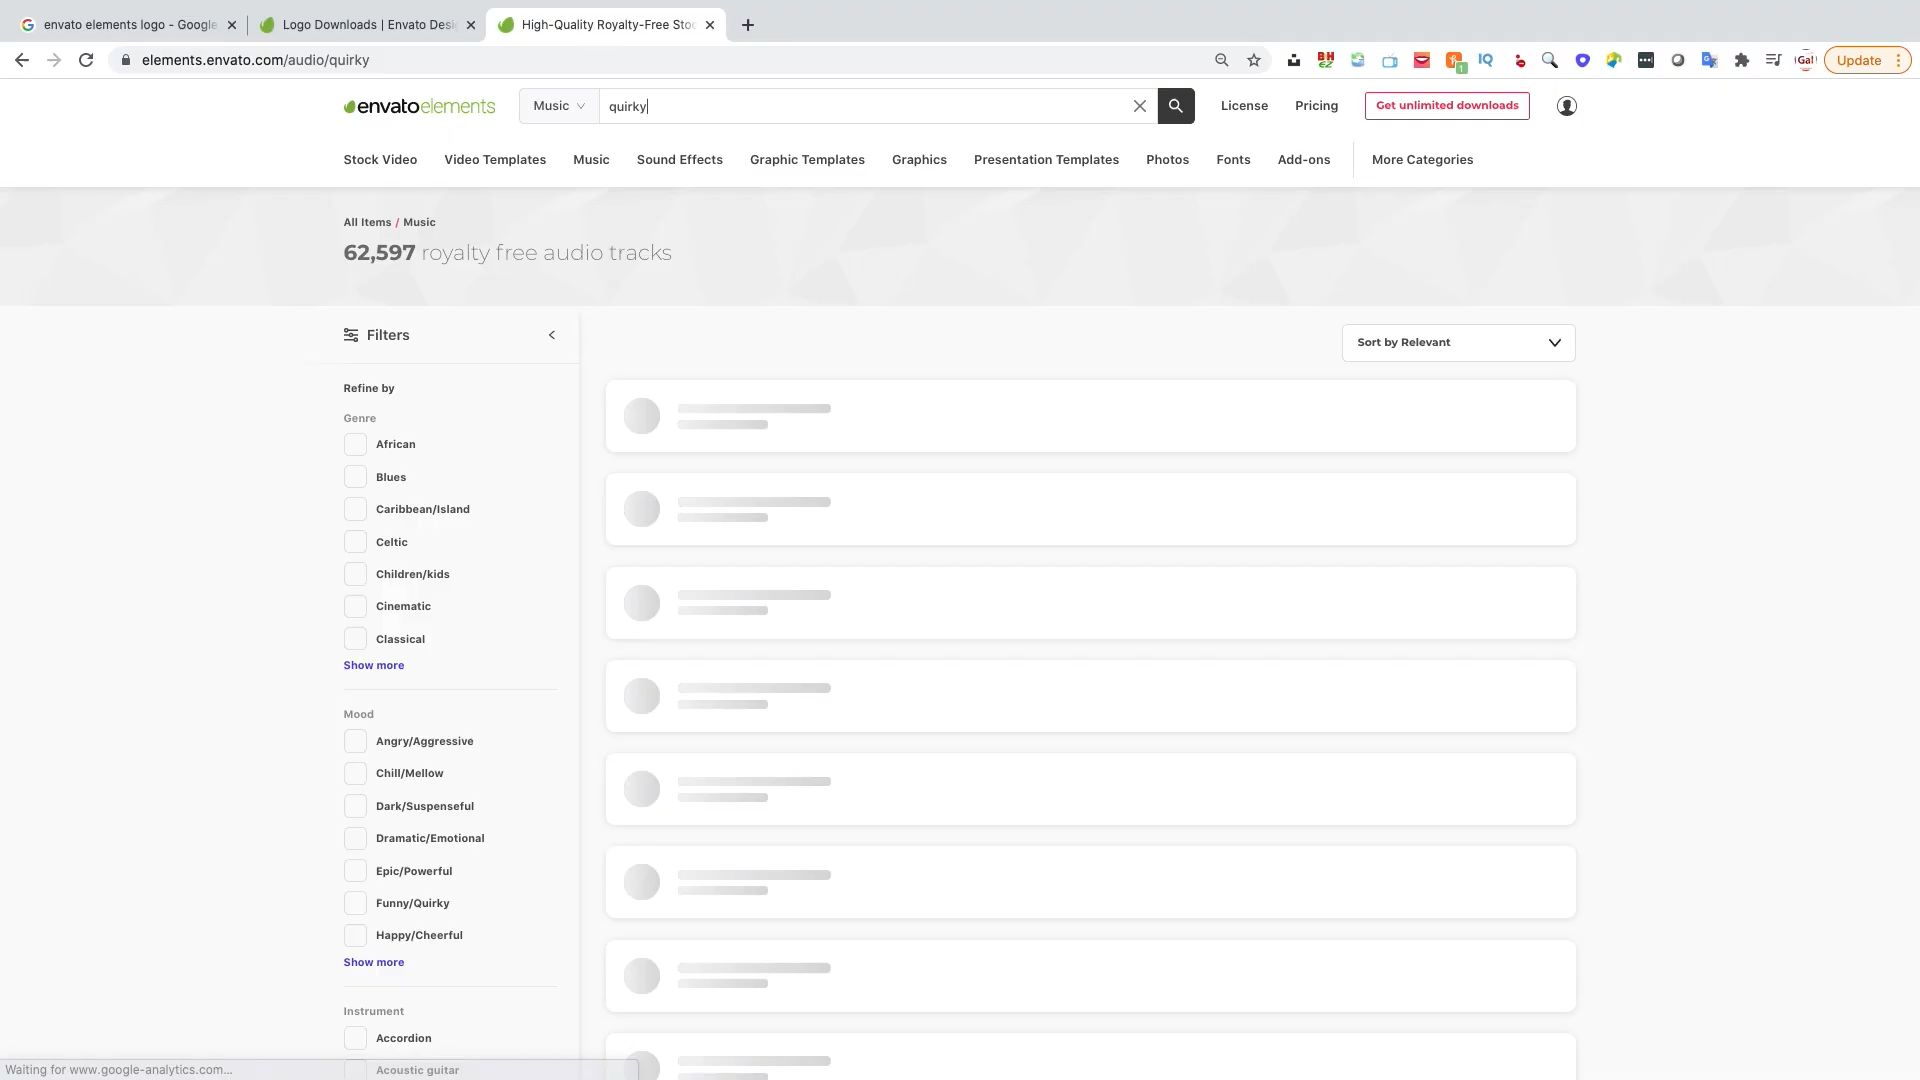 envato elements logo - Google
Logo Downloads | Envato Desi
High-Quality Royalty-Free Stoc
elements.envato.com/audio/quirky
BH
EZ
1
IQ
Gal
Update
envatoelements
Music
quirky
License
Pricing
Get unlimited downloads
Stock Video
Video Templates
Music
Sound Effects
Graphic Templates
Graphics
Presentation Templates
Photos
Fonts
Add-ons
More Categories
All Items / Music
62,597 royalty free audio tracks
Filters
Sort by Relevant
Refine by
Genre
African
Blues
Caribbean/Island
Celtic
Children/kids
Cinematic
Classical
Show more
Mood
Angry/Aggressive
Chill/Mellow
Dark/Suspenseful
Dramatic/Emotional
Epic/Powerful
Funny/Quirky
Happy/Cheerful
Show more
Instrument
Accordion
Acoustic guitar
Waiting for www.google-analytics.com...